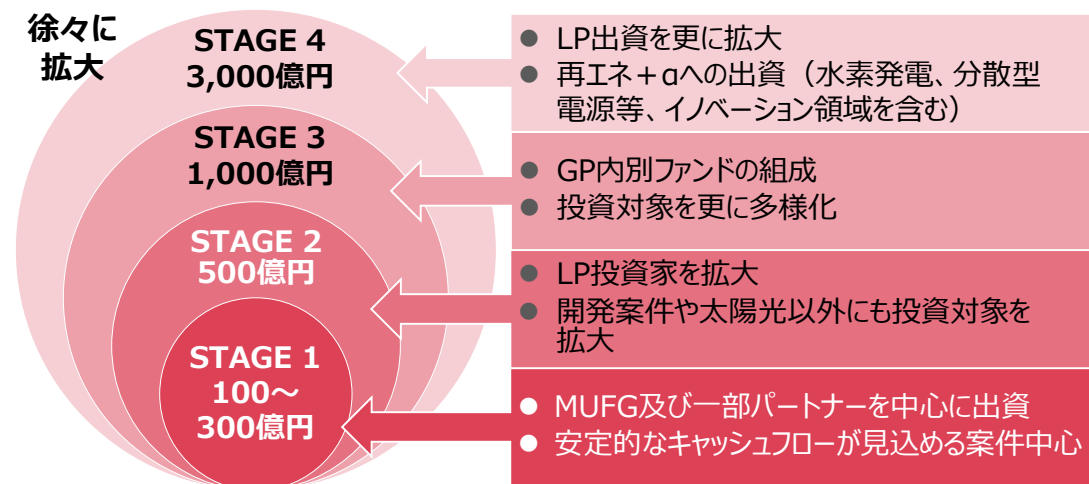 徐々に
拡大
STAGE 4
3,000億円
● LP出資を更に拡大
● 再エネ+αへの出資（水素発電、分散型
電源等、イノベーション領域を含む）
STAGE 3
1,000億円
● GP内別ファンドの組成
● 投資対象を更に多様化
STAGE 2
500億円
● LP投資家を拡大
● 開発案件や太陽光以外にも投資対象を
拡大
STAGE 1
100～
300億円
● MUFG及び一部パートナーを中心に出資
● 安定的なキャッシュフローが見込める案件中心